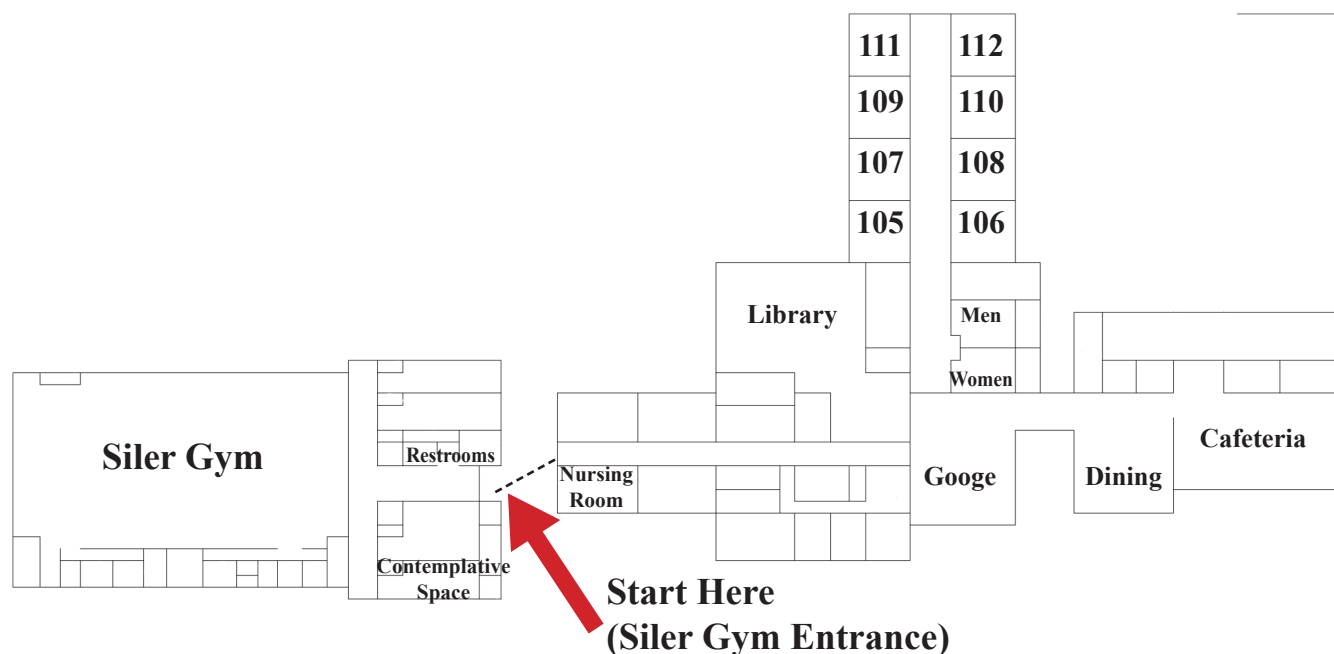 111
112
109
110
107
108
105
106
Library
Men
Women
Siler Gym
Restrooms
Nursing
Room
Googe
Dining
Cafeteria
Contemplative
Space
Start Here
(Siler Gym Entrance)